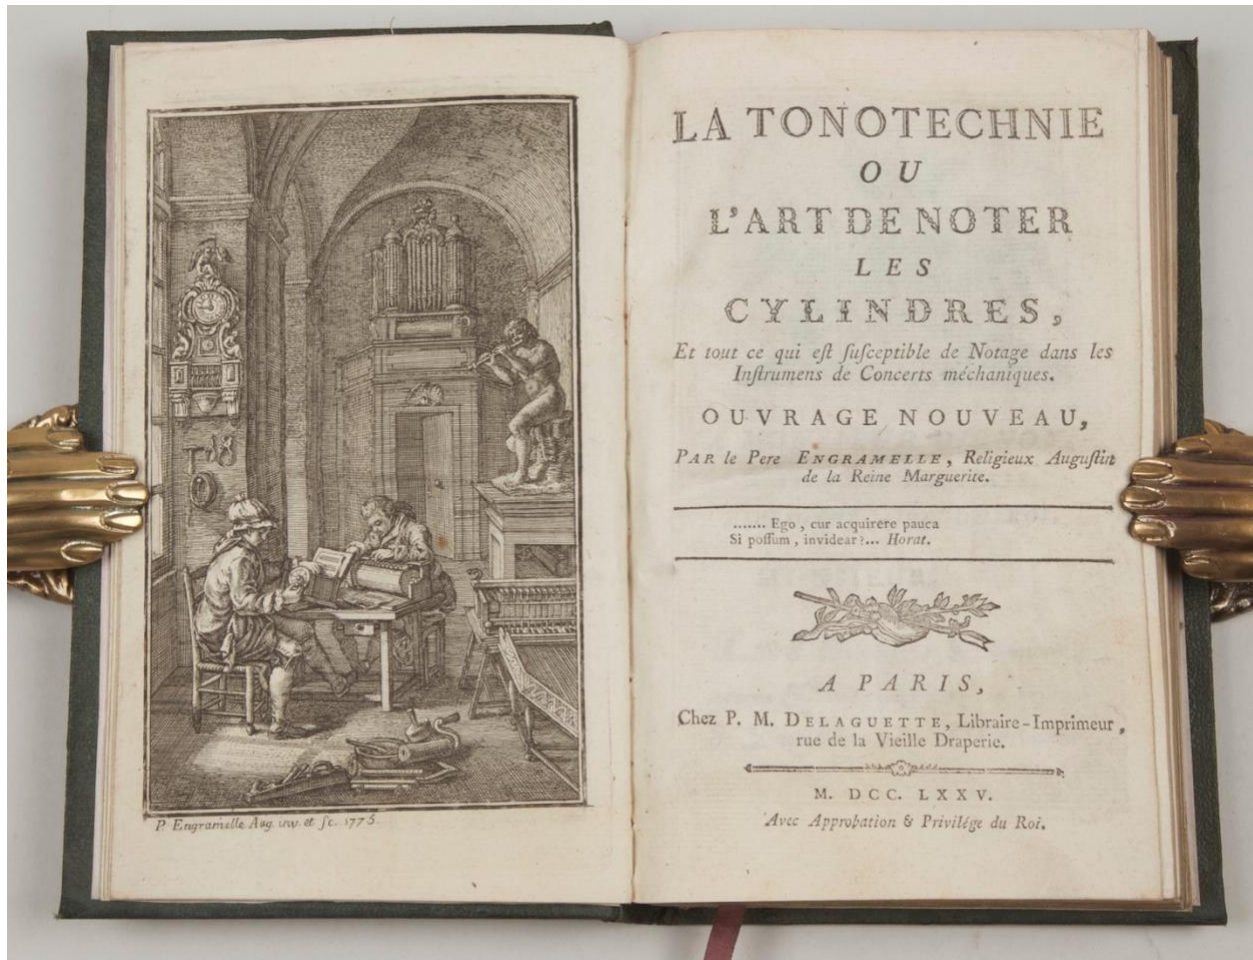 P. Engramelle Aug. inv. et sc. 1775.
LA TONOTECHNIE
OU
L'ART DE NOTER
LES
CYLINDRES,
Et tout ce qui eſt ſuſceptible de Notage dans les
Inſtrumens de Concerts méchaniques.
OUVRAGE NOUVEAU,
PAR le Pere ENGRAMELLE, Religieux Auguſtin
de la Reine Marguerite.
....... Ego, cur acquirere pauca
Si poſſum, invidear?... Horat.
A PARIS,
Chez P. M. DELAGUETTE, Libraire-Imprimeur,
rue de la Vieille Draperie.
M. DCC. LXXV.
Avec Approbation & Privilége du Roi.